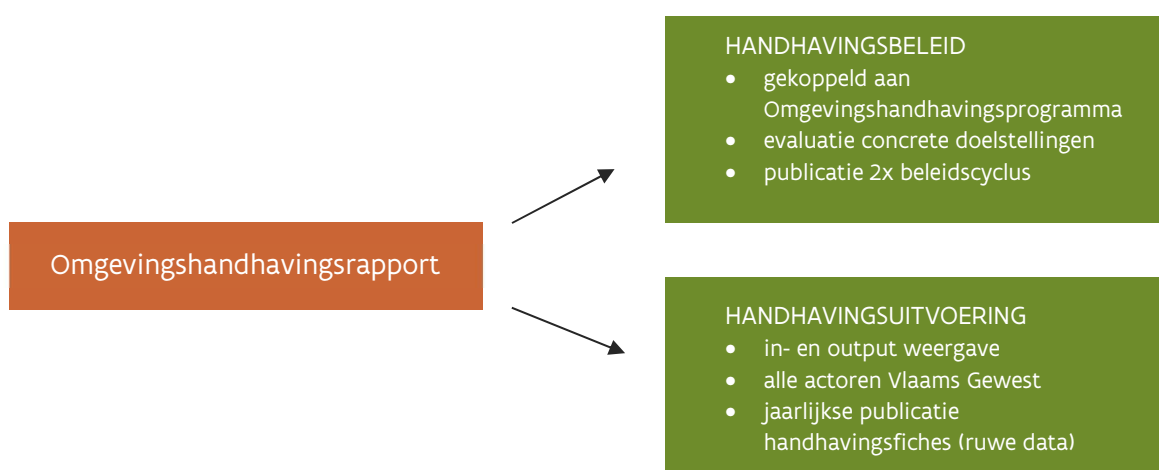 Omgevingshandhavingsrapport
HANDHAVINGSBELEID
• gekoppeld aan
Omgevingshandhavingsprogramma
• evaluatie concrete doelstellingen
• publicatie 2x beleidscyclus
HANDHAVINGSUITVOERING
• in- en output weergave
• alle actoren Vlaams Gewest
• jaarlijkse publicatie
handhavingsfiches (ruwe data)